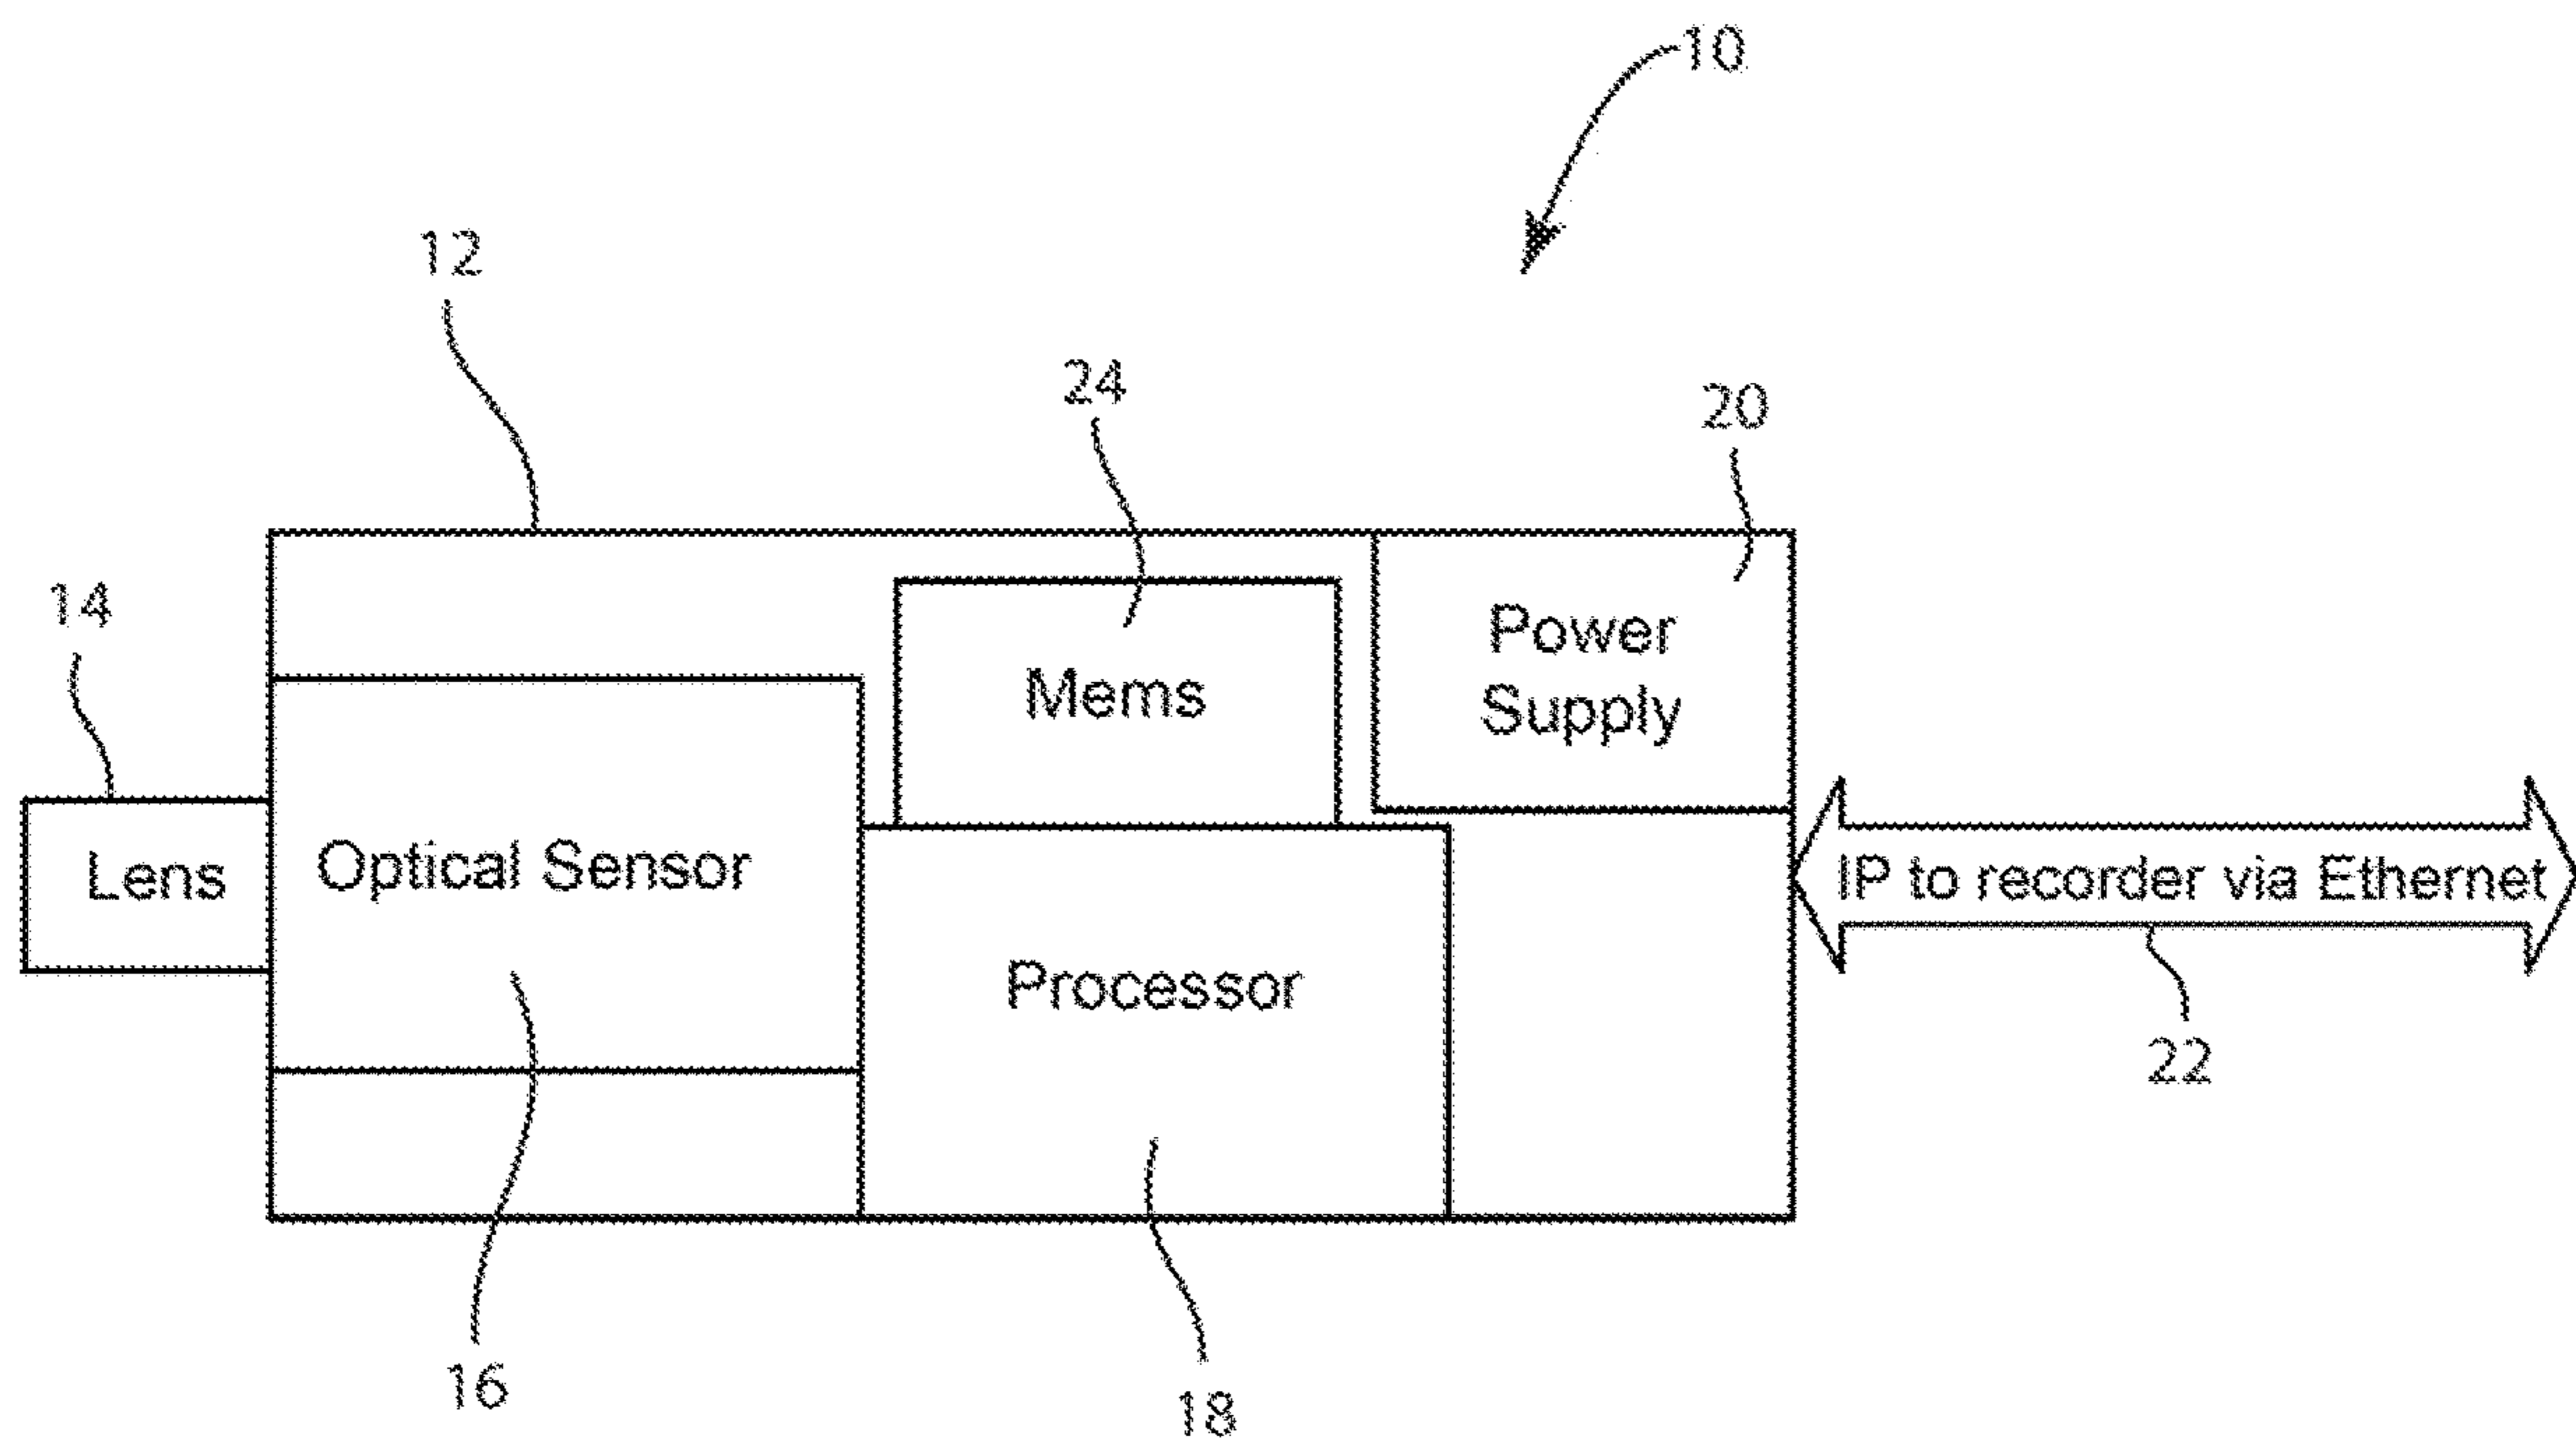 10
12
24
20
14
Power
Supply
Mems
Lens
Optical Sensor
IP to recorder via Ethernet
Processor
22
16
18